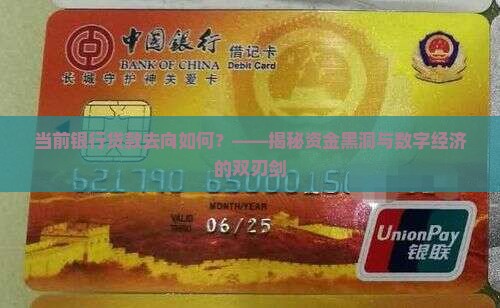 中国银行
BANK OF CHINA
借记卡
Debit Card
长城守护神关爱卡
当前银行贷款去向如何？——揭秘资金黑洞与数字经济
的双刃剑
MONTH/YEAR
VALID
THRU
06/25
UnionPay
银联